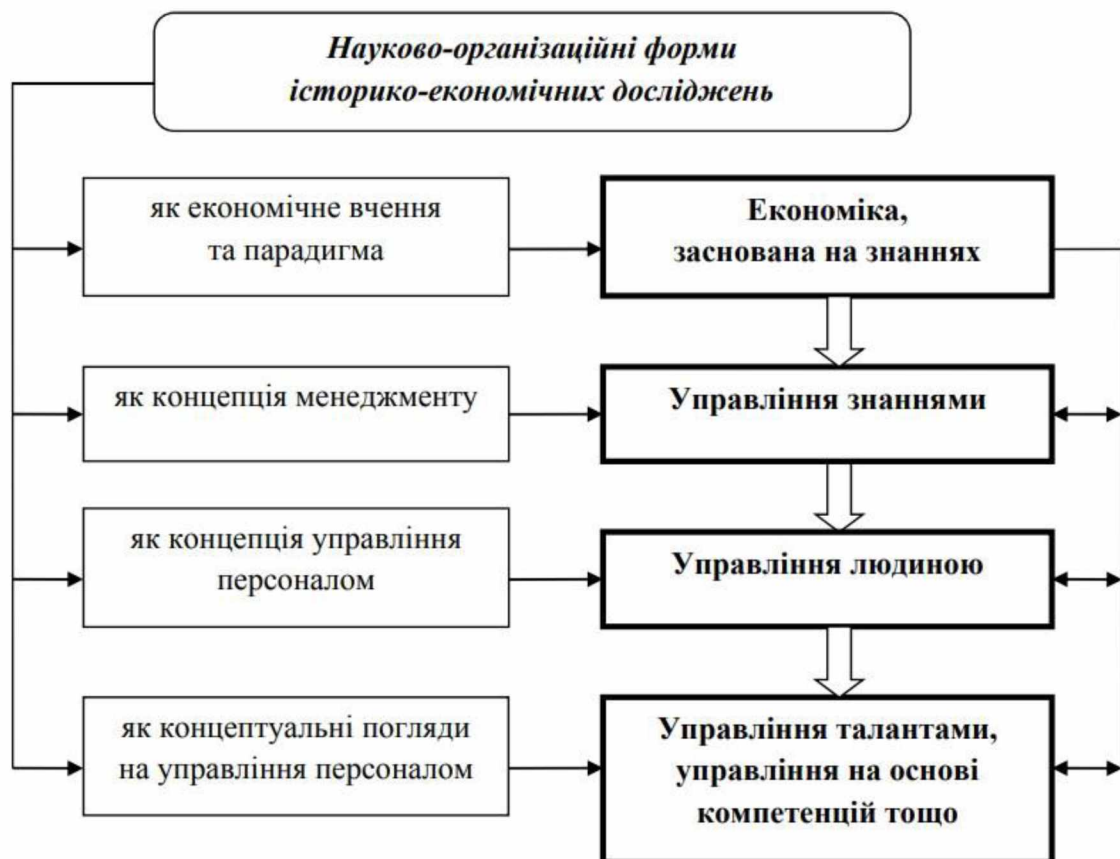 Науково-організаційні форми
історико-економічних досліджень
як економічне вчення
та парадигма
Економіка,
заснована на знаннях
як концепція менеджменту
Управління знаннями
як концепція управління
персоналом
Управління людиною
як концептуальні погляди
на управління персоналом
Управління талантами,
управління на основі
компетенцій тощо